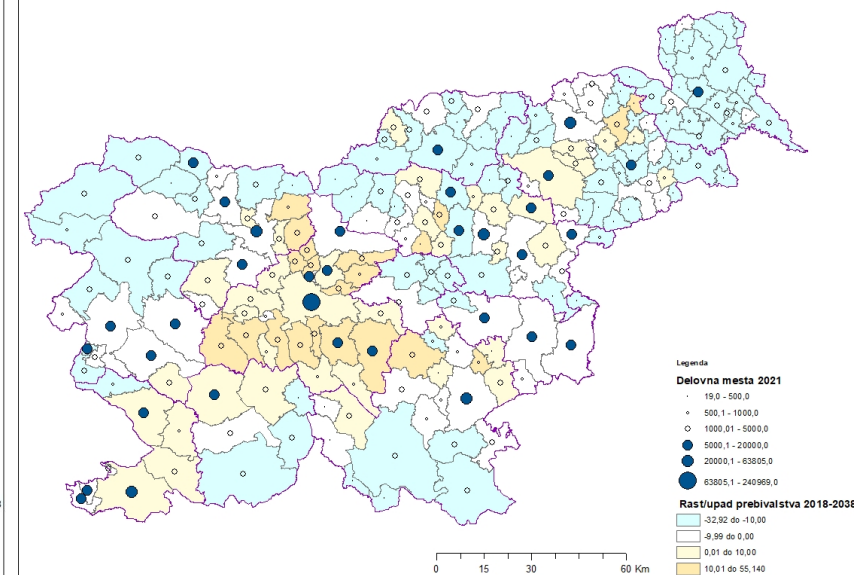 Legenda
Delovna mesta 2021
19,0 - 500,0
500,1 - 1000,0
1000,01 - 5000,0
5000,1 - 20000,0
20000,1 - 63805,0
63805,1 - 240969,0
Rast/upad prebivalstva 2018-2038
-32,92 do -10,00
-9,99 do 0,00
0,01 do 10,00
10,01 do 55,140
0 15 30 60 Km